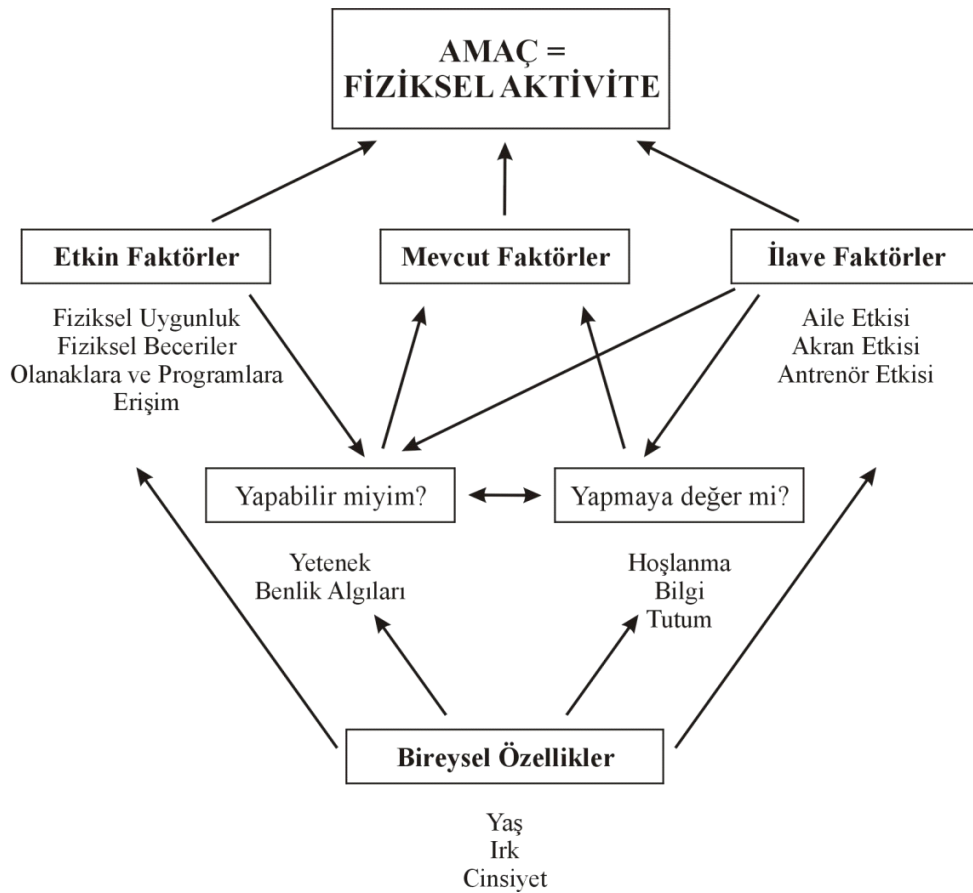 AMAÇ =
FİZİKSEL AKTİVİTE
Etkin Faktörler
Mevcut Faktörler
İlave Faktörler
Fiziksel Uygunluk
Fiziksel Beceriler
Olanaklara ve Programlara
Erişim
Aile Etkisi
Akran Etkisi
Antrenör Etkisi
Yapabilir miyim?
Yapmaya değer mi?
Yetenek
Benlik Algıları
Hoşlanma
Bilgi
Tutum
Bireysel Özellikler
Yaş
Irk
Cinsiyet